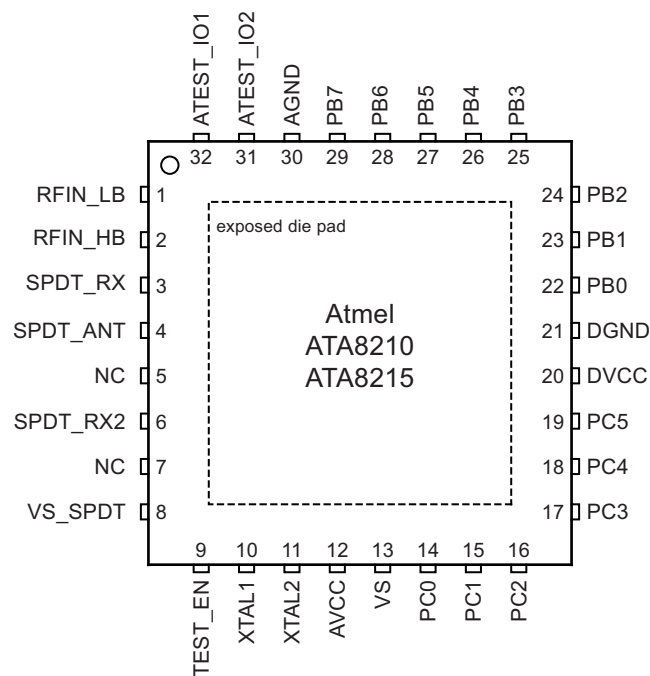 ATEST_IO1
ATEST_IO2
AGND
PB7
PB6
PB5
PB4
PB3
32 31 30 29 28 27 26 25
RFIN_LB 1
RFIN_HB 2
SPDT_RX 3
SPDT_ANT 4
NC 5
SPDT_RX2 6
NC 7
VS_SPDT 8
exposed die pad
Atmel
ATA8210
ATA8215
24 PB2
23 PB1
22 PB0
21 DGND
20 DVCC
19 PC5
18 PC4
17 PC3
9 10 11 12 13 14 15 16
TEST_EN
XTAL1
XTAL2
AVCC
VS
PC0
PC1
PC2